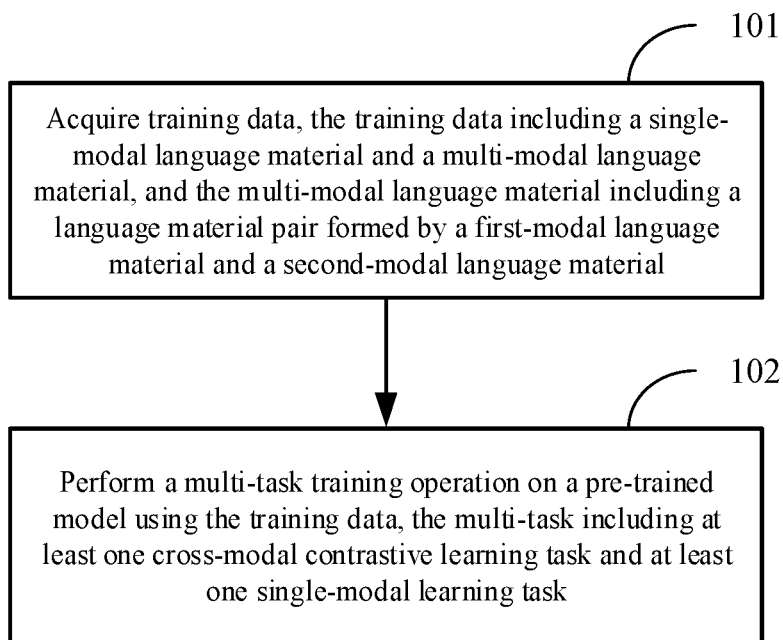 101
Acquire training data, the training data including a single-
modal language material and a multi-modal language
material, and the multi-modal language material including a
language material pair formed by a first-modal language
material and a second-modal language material
102
Perform a multi-task training operation on a pre-trained
model using the training data, the multi-task including at
least one cross-modal contrastive learning task and at least
one single-modal learning task